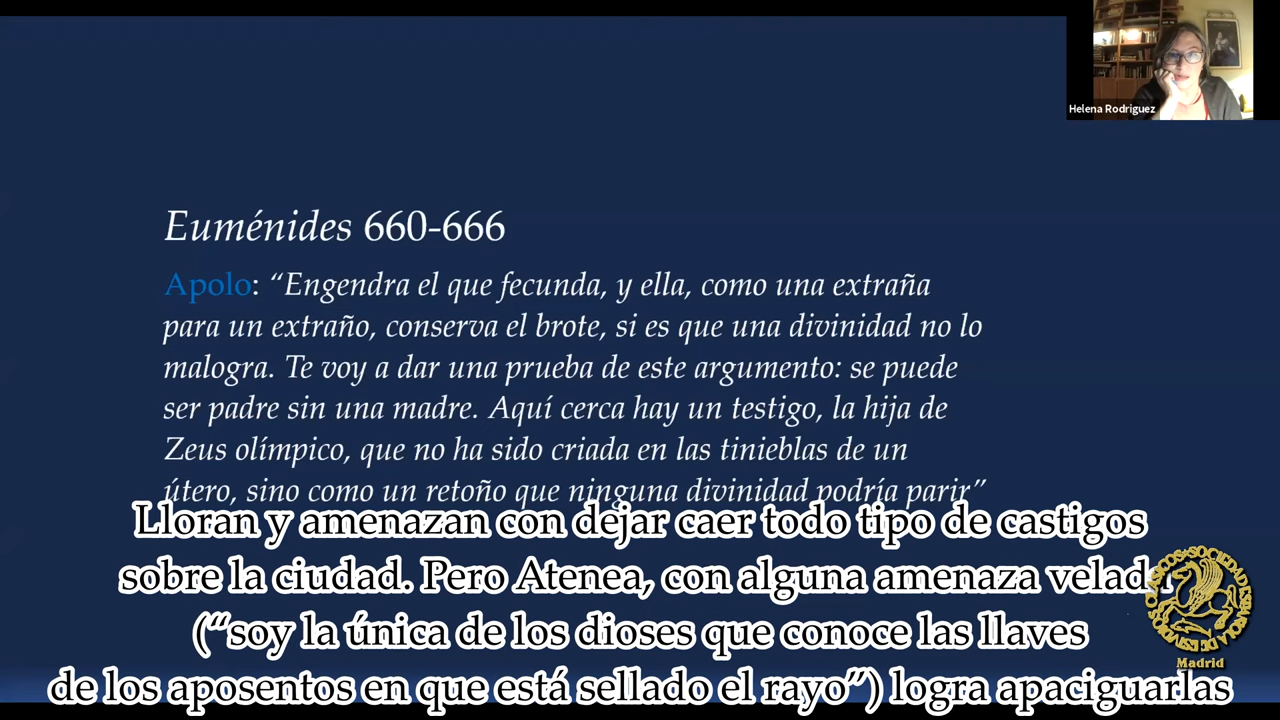 Helena Rodriguez
Euménides 660-666
Apolo: “Engendra el que fecunda, y ella, como una extraña
para un extraño, conserva el brote, si es que una divinidad no lo
malogra. Te voy a dar una prueba de este argumento: se puede
ser padre sin una madre. Aquí cerca hay un testigo, la hija de
Zeus olímpico, que no ha sido criada en las tinieblas de un
útero, sino como un retoño que ninguna divinidad podría parir”
Lloran y amenazan con dejar caer todo tipo de castigos
sobre la ciudad. Pero Atenea, con alguna amenaza velada
(“soy la única de los dioses que conoce las llaves
de los aposentos en que está sellado el rayo”) logra apaciguarlas
SOCIEDAD ESPAÑOLA DE ESTUDIOS CLÁSICOS
Madrid